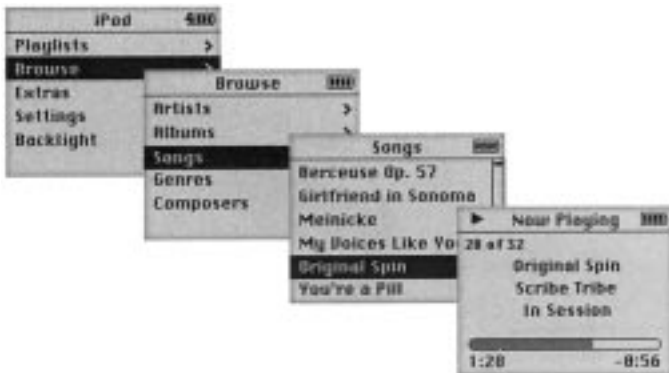 iPod
Playlists >
Browse >
Extras
Settings
Backlight
Browse
Artists >
Albums >
Songs
Genres
Composers
Songs
Berceuse Op. 57
Girlfriend in Sonoma
Meinicke
My Voices Like Yo
Original Spin
You're a Pill
Now Playing
28 of 32
Original Spin
Scribe Tribe
In Session
1:28 -0:56